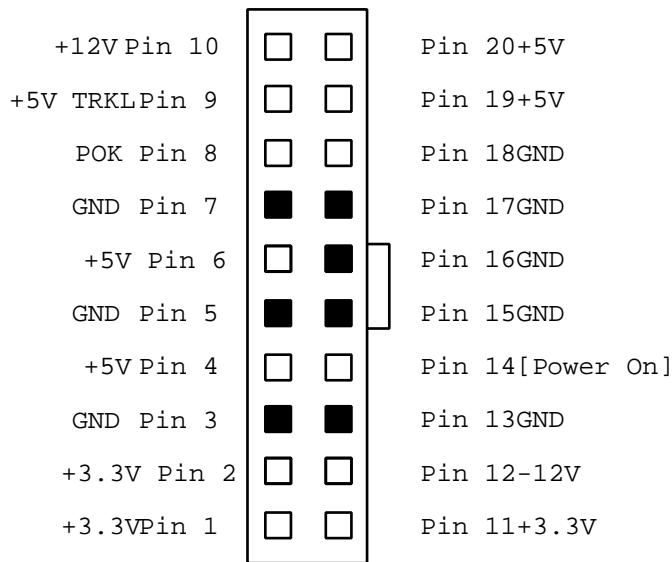 +12V Pin 10 Pin 20+5V
+5V TRKLPin 9 Pin 19+5V
POK Pin 8 Pin 18GND
GND Pin 7 Pin 17GND
+5V Pin 6 Pin 16GND
GND Pin 5 Pin 15GND
+5V Pin 4 Pin 14[Power On]
GND Pin 3 Pin 13GND
+3.3V Pin 2 Pin 12-12V
+3.3VPin 1 Pin 11+3.3V